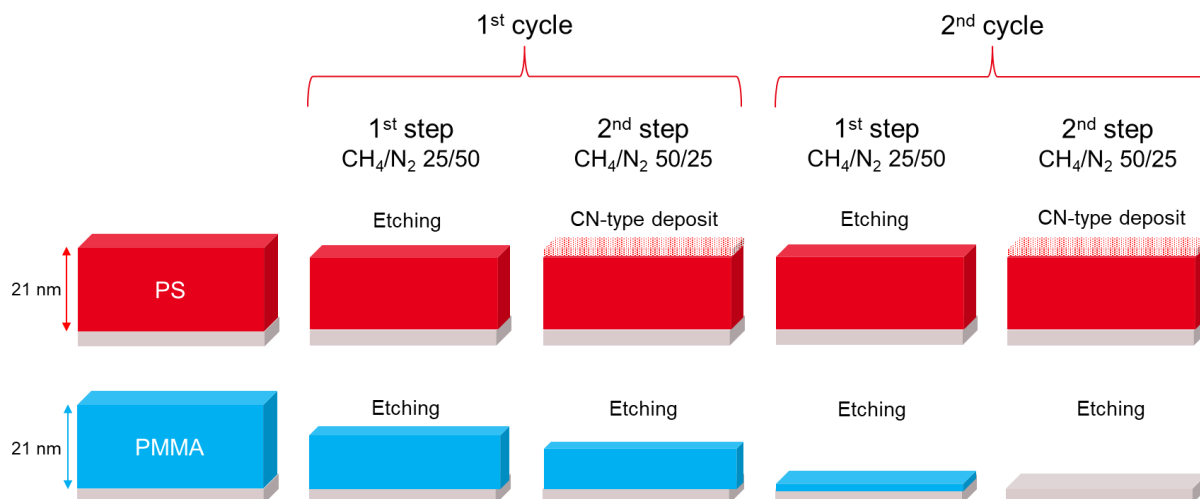 1st cycle
2nd cycle
1st step
CH4/N2 25/50
2nd step
CH4/N2 50/25
1st step
CH4/N2 25/50
2nd step
CH4/N2 50/25
Etching
CN-type deposit
Etching
CN-type deposit
21 nm
PS
Etching
Etching
Etching
Etching
21 nm
PMMA